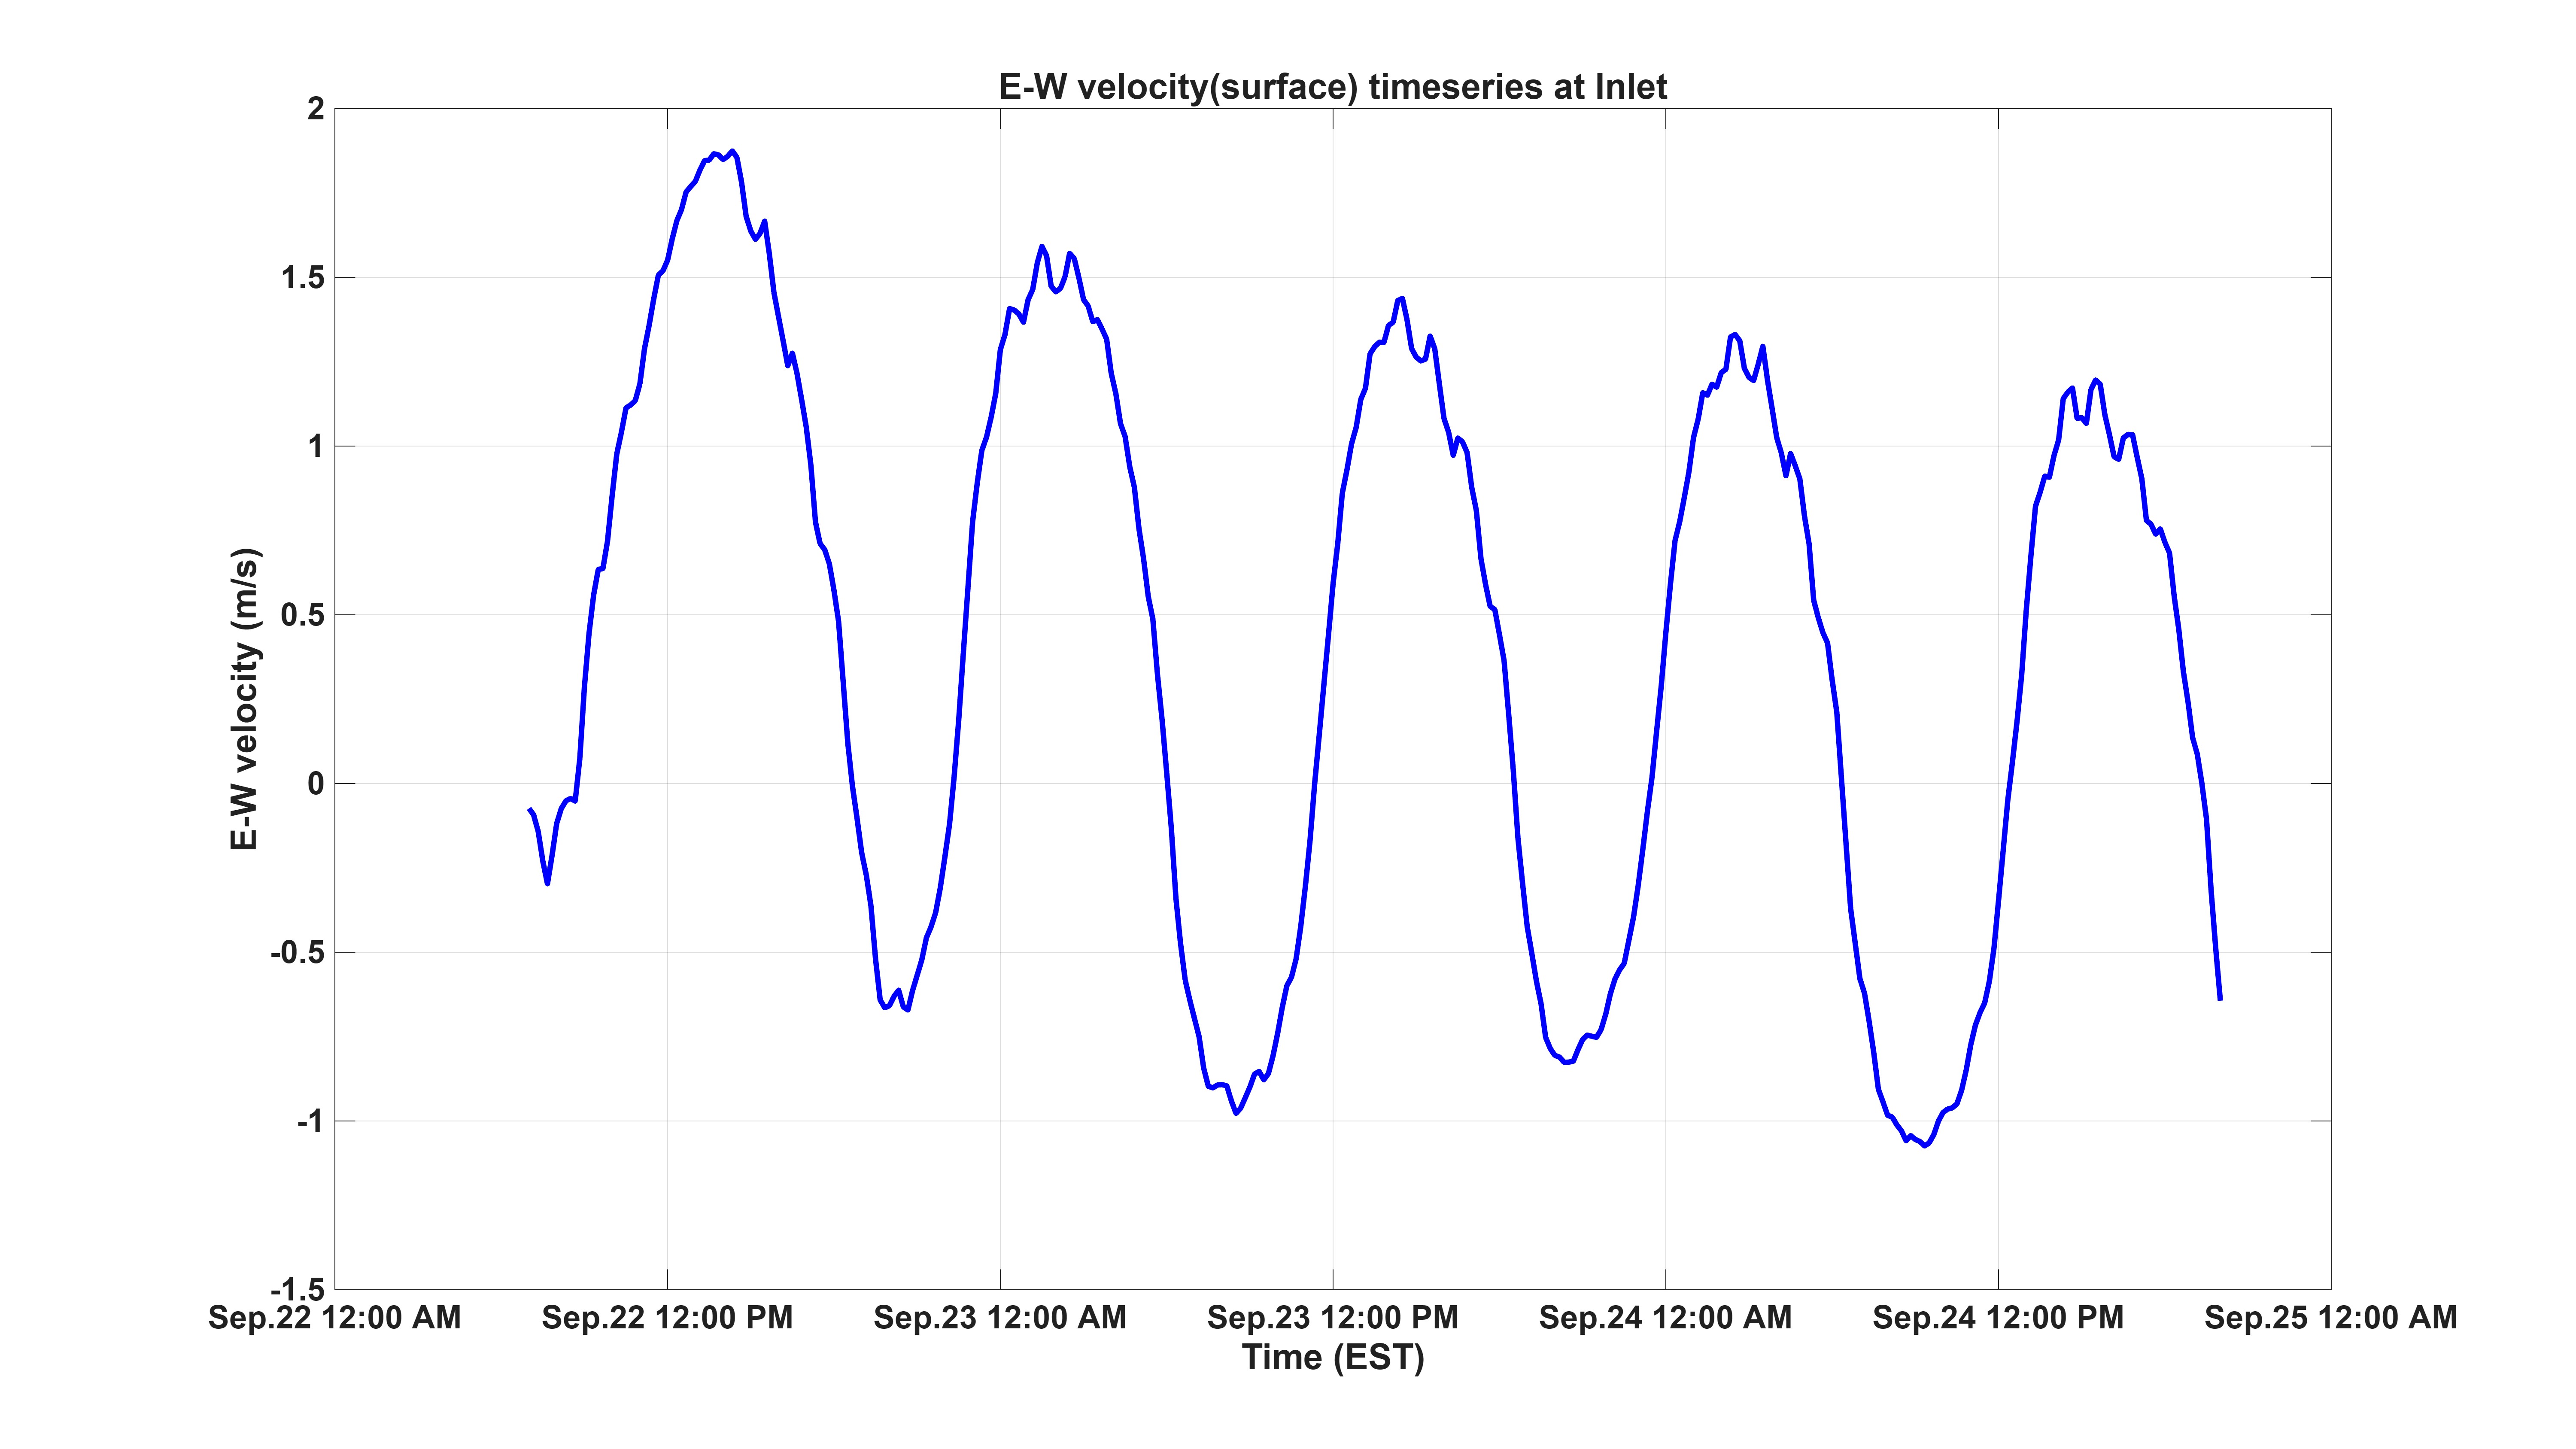 E-W velocity(surface) timeseries at Inlet
2
1.5
1
0.5
0
-0.5
-1
-1.5
E-W velocity (m/s)
Sep.22 12:00 AM
Sep.22 12:00 PM
Sep.23 12:00 AM
Sep.23 12:00 PM
Sep.24 12:00 AM
Sep.24 12:00 PM
Sep.25 12:00 AM
Time (EST)